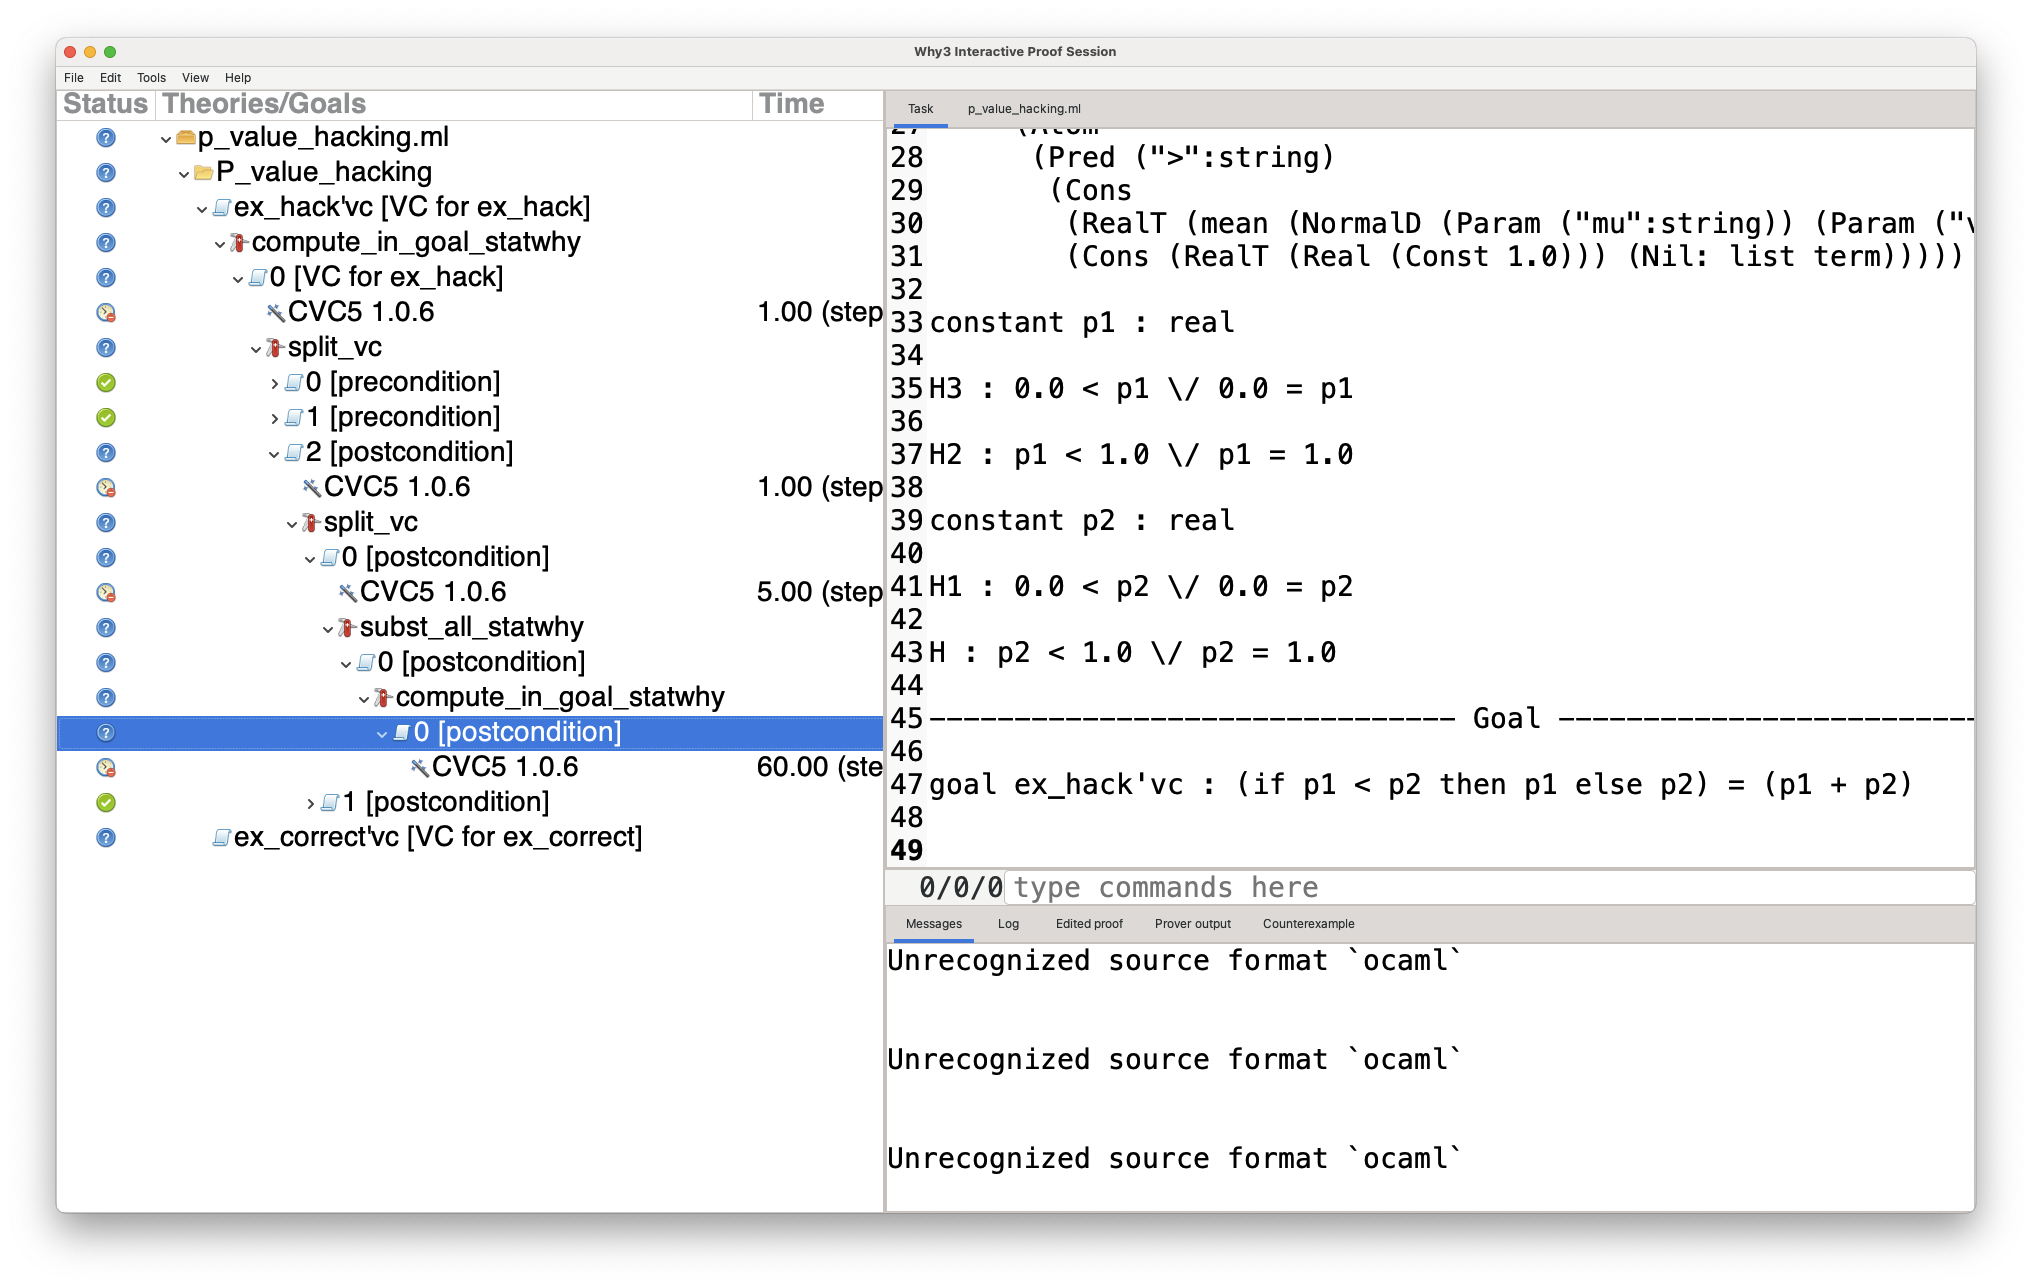 Why3 Interactive Proof Session
File Edit Tools View Help
Status Theories/Goals Time
p_value_hacking.ml
P_value_hacking
ex_hack'vc [VC for ex_hack]
compute_in_goal_statwhy
0 [VC for ex_hack]
CVC5 1.0.6 1.00 (step
split_vc
0 [precondition]
1 [precondition]
2 [postcondition]
CVC5 1.0.6 1.00 (step
split_vc
0 [postcondition]
CVC5 1.0.6 5.00 (step
subst_all_statwhy
0 [postcondition]
compute_in_goal_statwhy
0 [postcondition]
CVC5 1.0.6 60.00 (ste
1 [postcondition]
ex_correct'vc [VC for ex_correct]
Task p_value_hacking.ml
27 (Atom
28 (Pred (">":string)
29 (Cons
30 (RealT (mean (NormalD (Param ("mu":string)) (Param ("v
31 (Cons (RealT (Real (Const 1.0))) (Nil: list term)))))
32
33 constant p1 : real
34
35 H3 : 0.0 < p1 \/ 0.0 = p1
36
37 H2 : p1 < 1.0 \/ p1 = 1.0
38
39 constant p2 : real
40
41 H1 : 0.0 < p2 \/ 0.0 = p2
42
43 H : p2 < 1.0 \/ p2 = 1.0
44
45 ------------------------------- Goal -------------------------
46
47 goal ex_hack'vc : (if p1 < p2 then p1 else p2) = (p1 + p2)
48
49
0/0/0 type commands here
Messages Log Edited proof Prover output Counterexample
Unrecognized source format `ocaml`
Unrecognized source format `ocaml`
Unrecognized source format `ocaml`